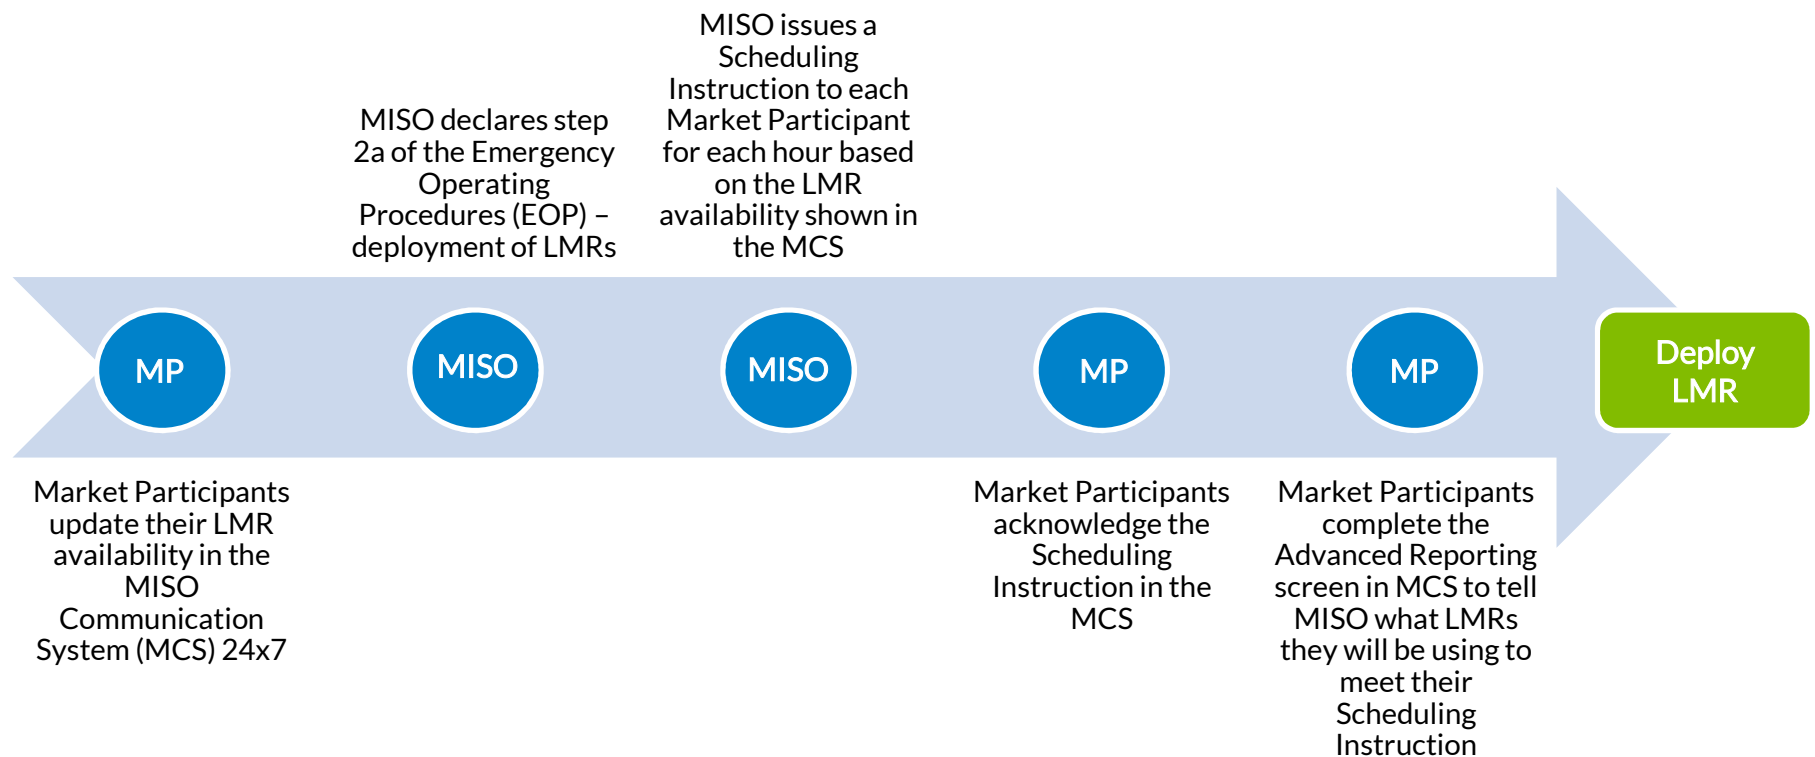 MISO issues a
Scheduling
Instruction to each
Market Participant
for each hour based
on the LMR
availability shown in
the MCS
MISO declares step
2a of the Emergency
Operating
Procedures (EOP) –
deployment of LMRs
MP
MISO
MISO
MP
MP
Deploy
LMR
Market Participants
update their LMR
availability in the
MISO
Communication
System (MCS) 24x7
Market Participants
acknowledge the
Scheduling
Instruction in the
MCS
Market Participants
complete the
Advanced Reporting
screen in MCS to tell
MISO what LMRs
they will be using to
meet their
Scheduling
Instruction